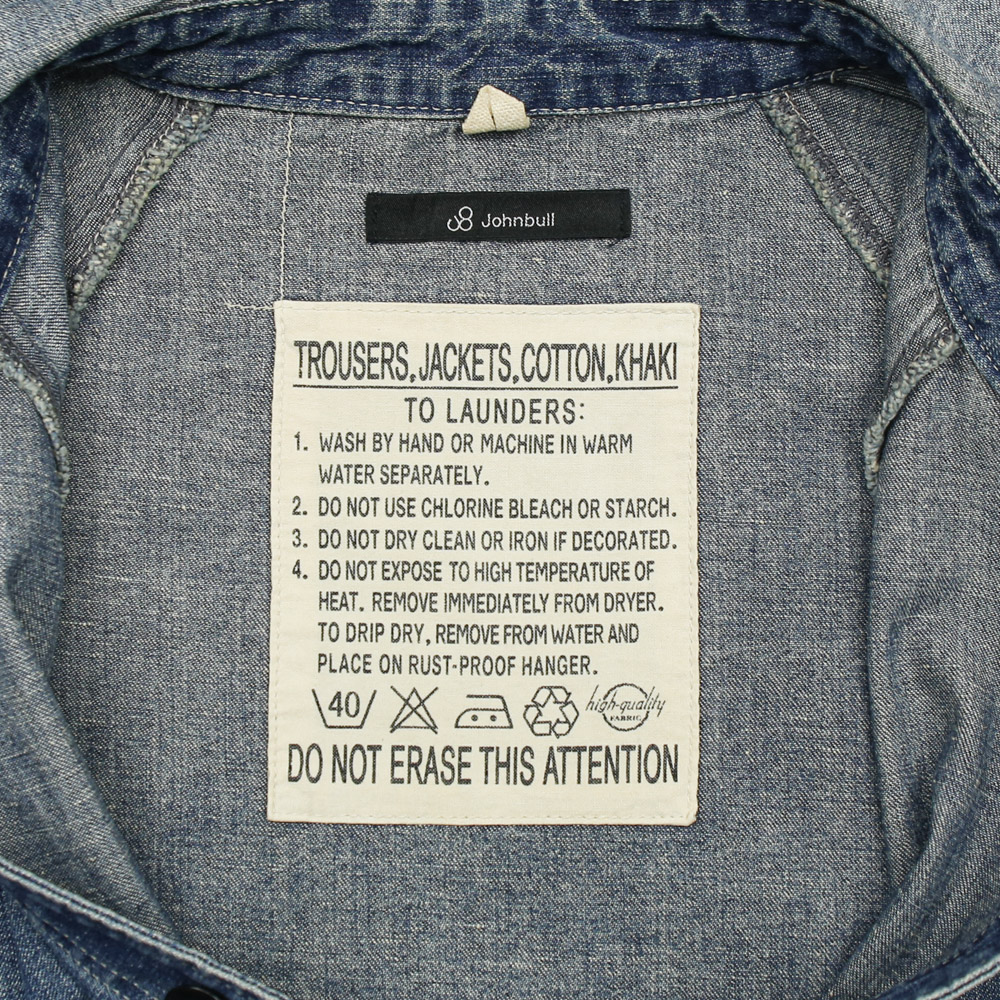 Johnbull
TROUSERS,JACKETS,COTTON,KHAKI
TO LAUNDERS:
1. WASH BY HAND OR MACHINE IN WARM
WATER SEPARATELY.
2. DO NOT USE CHLORINE BLEACH OR STARCH.
3. DO NOT DRY CLEAN OR IRON IF DECORATED.
4. DO NOT EXPOSE TO HIGH TEMPERATURE OF
HEAT. REMOVE IMMEDIATELY FROM DRYER.
TO DRIP DRY, REMOVE FROM WATER AND
PLACE ON RUST-PROOF HANGER.
40 high-quality
FABRIC
DO NOT ERASE THIS ATTENTION